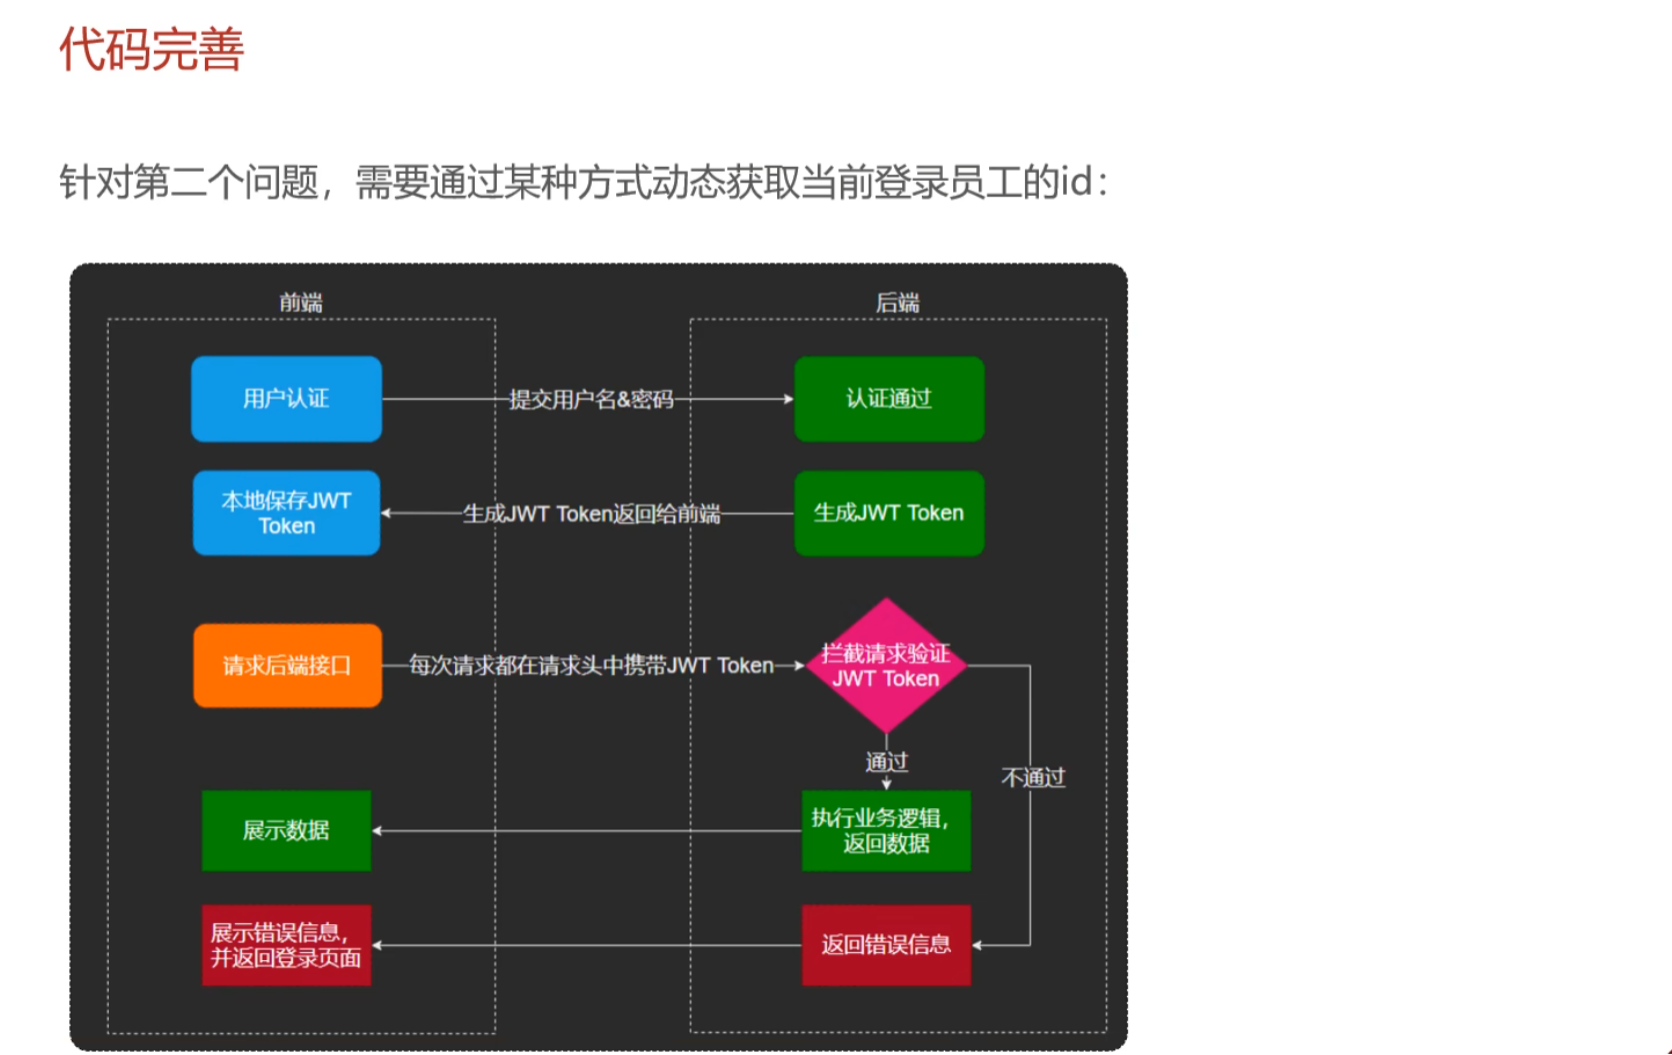 代码完善
针对第二个问题，需要通过某种方式动态获取当前登录员工的id：
前端
后端
用户认证
提交用户名&密码
认证通过
本地保存JWT
Token
生成JWT Token返回给前端
生成JWT Token
请求后端接口
每次请求都在请求头中携带JWT Token
拦截请求验证
JWT Token
通过
不通过
展示数据
执行业务逻辑，
返回数据
展示错误信息，
并返回登录页面
返回错误信息